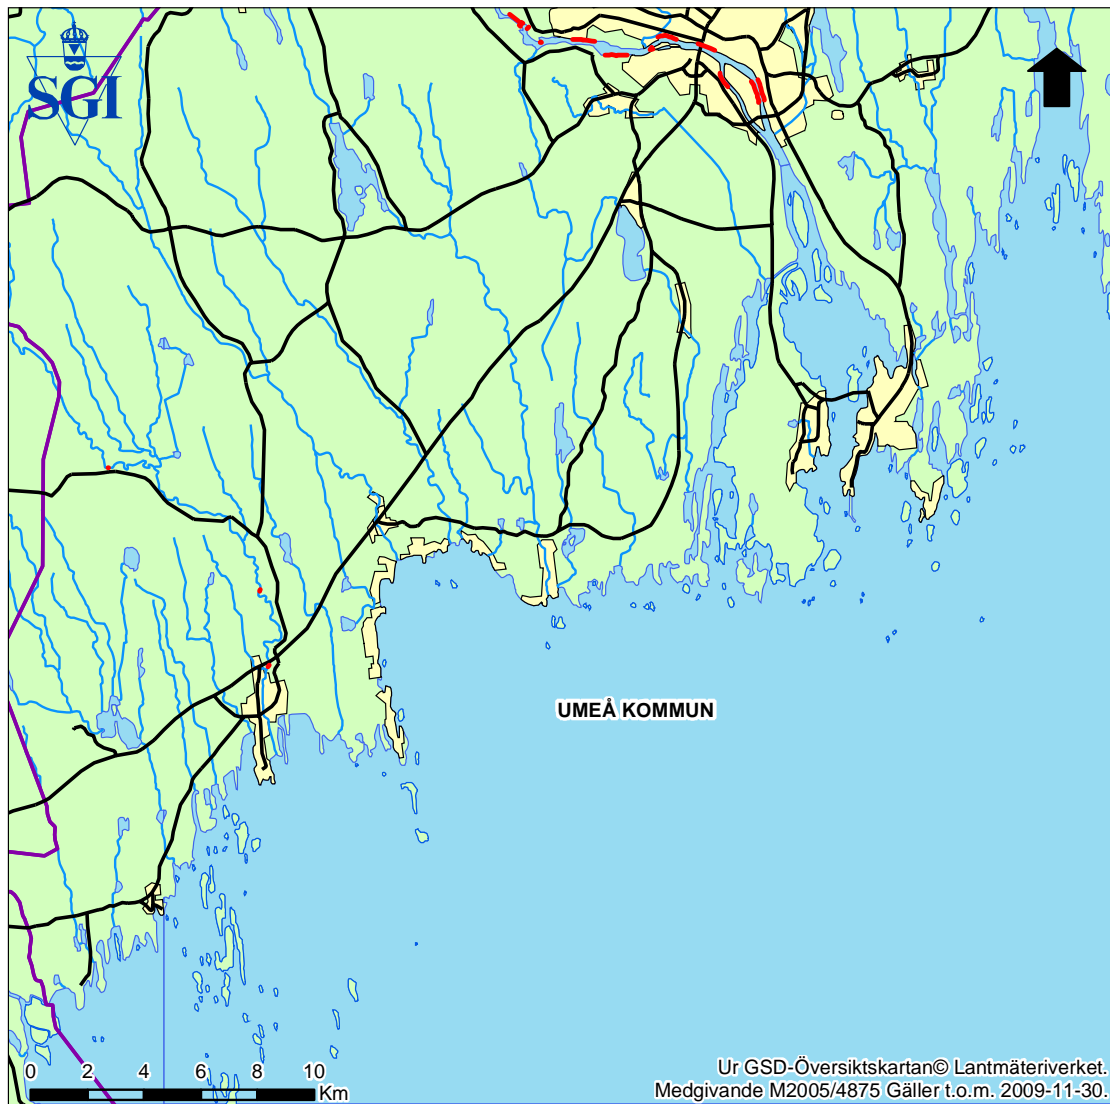 SGI
UMEÅ KOMMUN
0 2 4 6 8 10
Km
Ur GSD-Översiktskartan© Lantmäteriverket.
Medgivande M2005/4875 Gäller t.o.m. 2009-11-30.